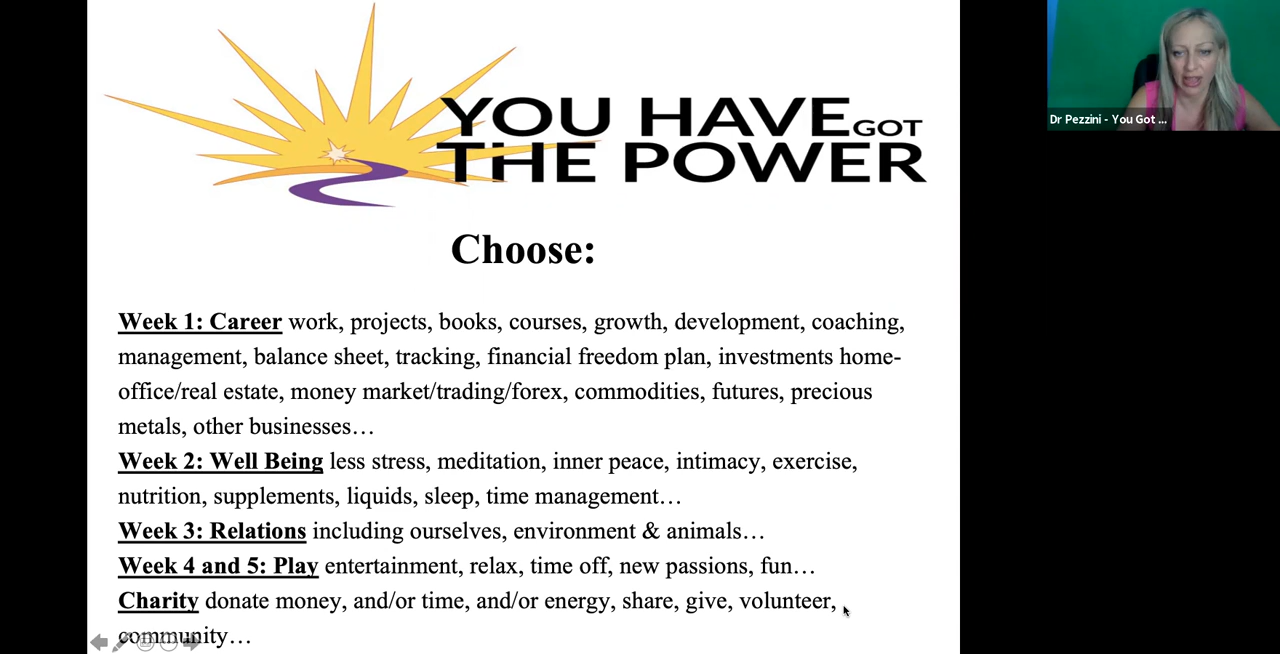 YOU HAVE GOT
THE POWER
Dr Pezzini - You Got ...
Choose:
Week 1: Career work, projects, books, courses, growth, development, coaching,
management, balance sheet, tracking, financial freedom plan, investments home-
office/real estate, money market/trading/forex, commodities, futures, precious
metals, other businesses…
Week 2: Well Being less stress, meditation, inner peace, intimacy, exercise,
nutrition, supplements, liquids, sleep, time management…
Week 3: Relations including ourselves, environment & animals…
Week 4 and 5: Play entertainment, relax, time off, new passions, fun…
Charity donate money, and/or time, and/or energy, share, give, volunteer,
community…